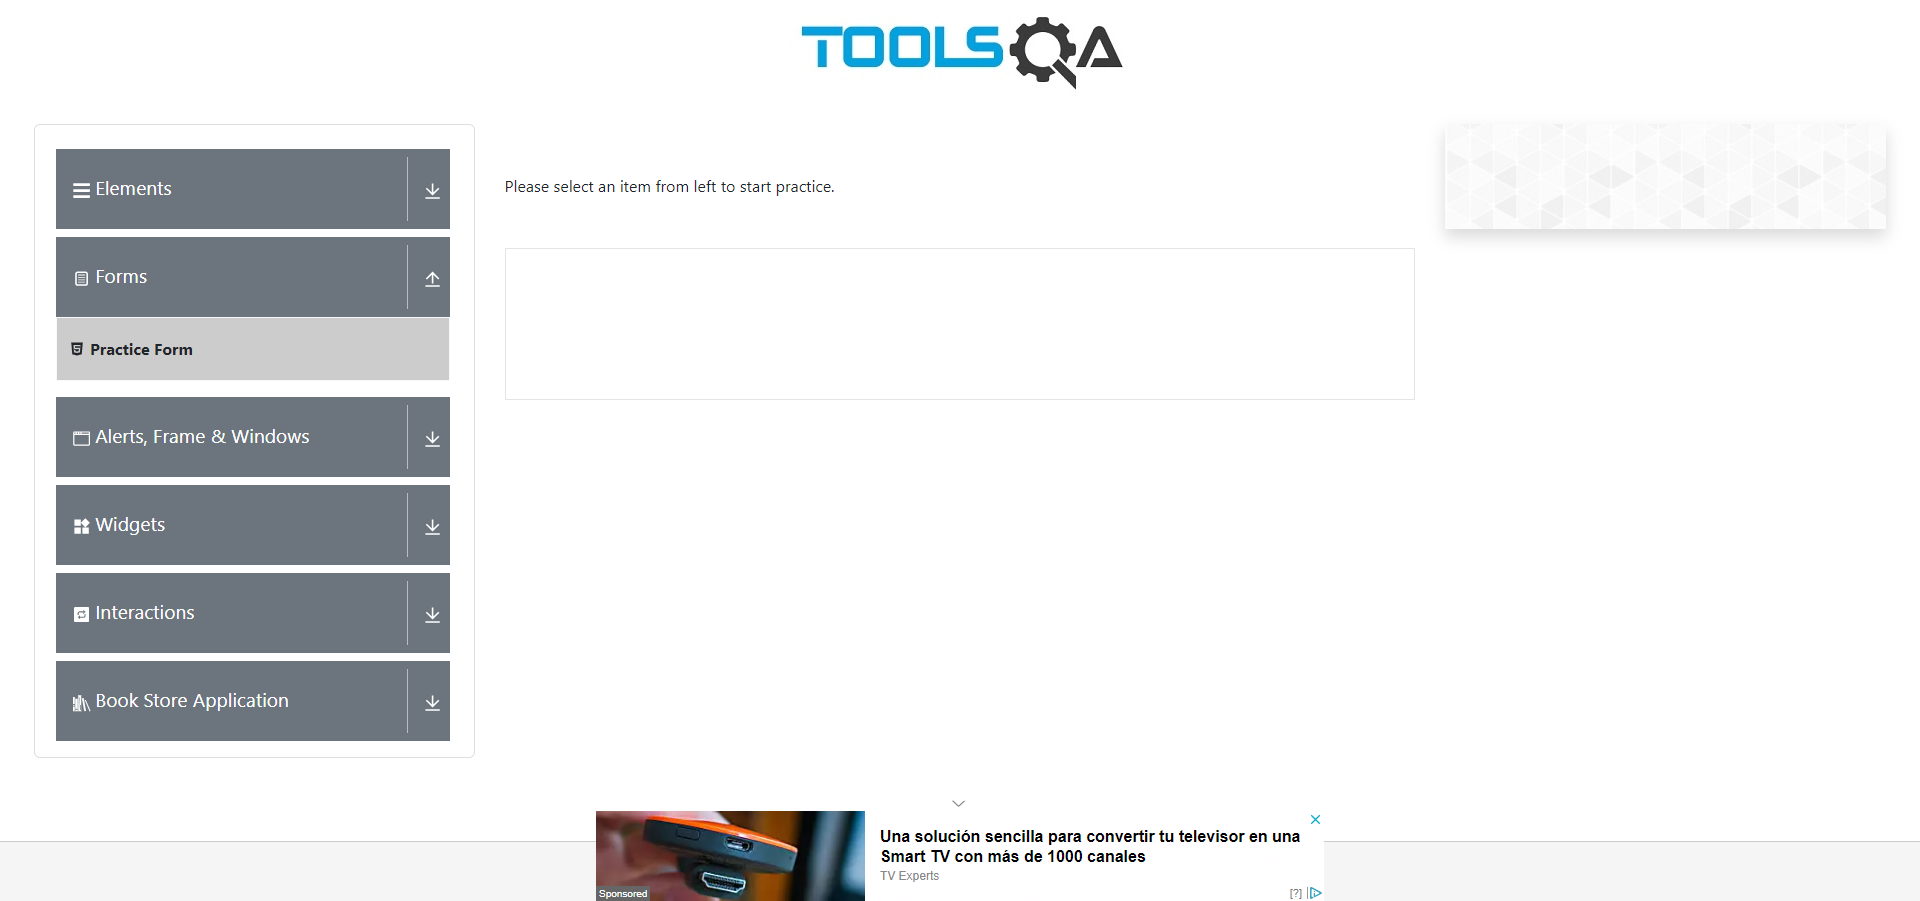 TOOLSQA
Elements
Please select an item from left to start practice.
Forms
Practice Form
Alerts, Frame & Windows
Widgets
Interactions
Book Store Application
Una solución sencilla para convertir tu televisor en una
Smart TV con más de 1000 canales
TV Experts
Sponsored
[?]